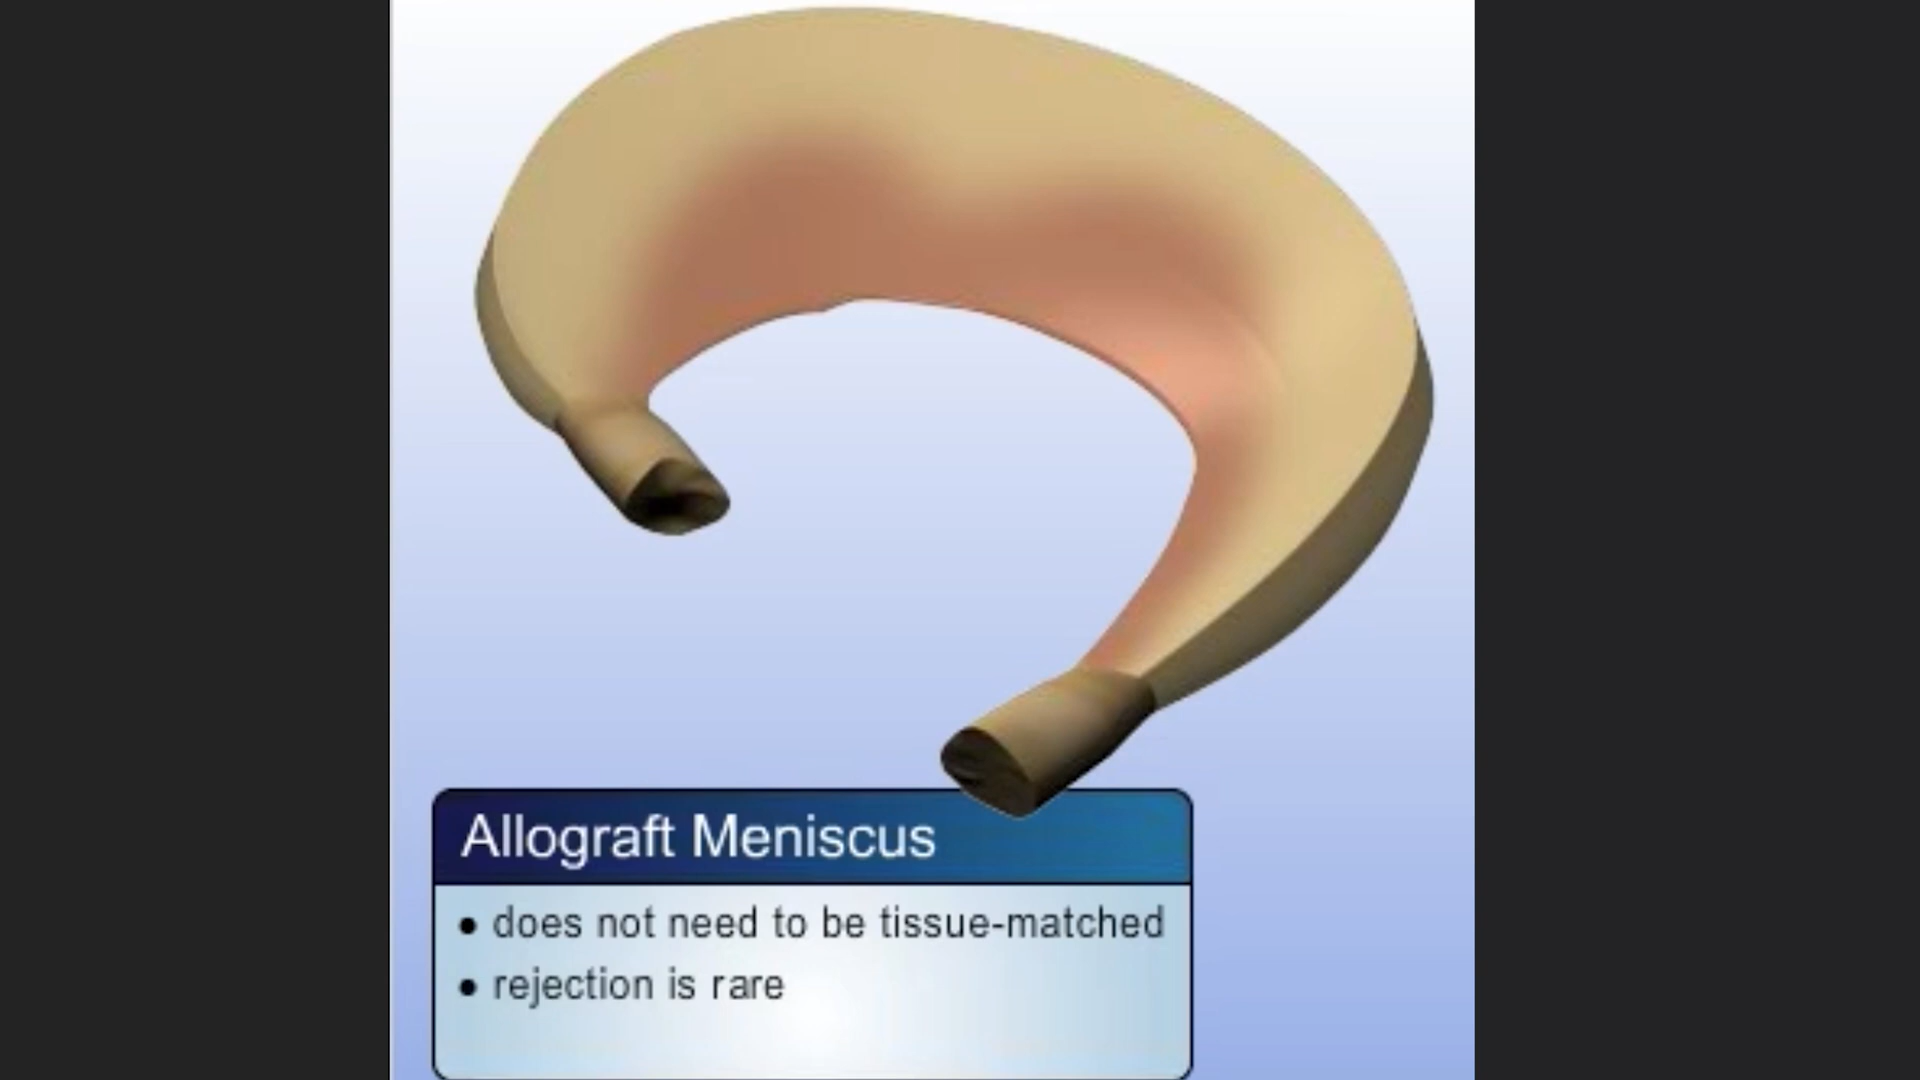 Allograft Meniscus
• does not need to be tissue-matched
• rejection is rare